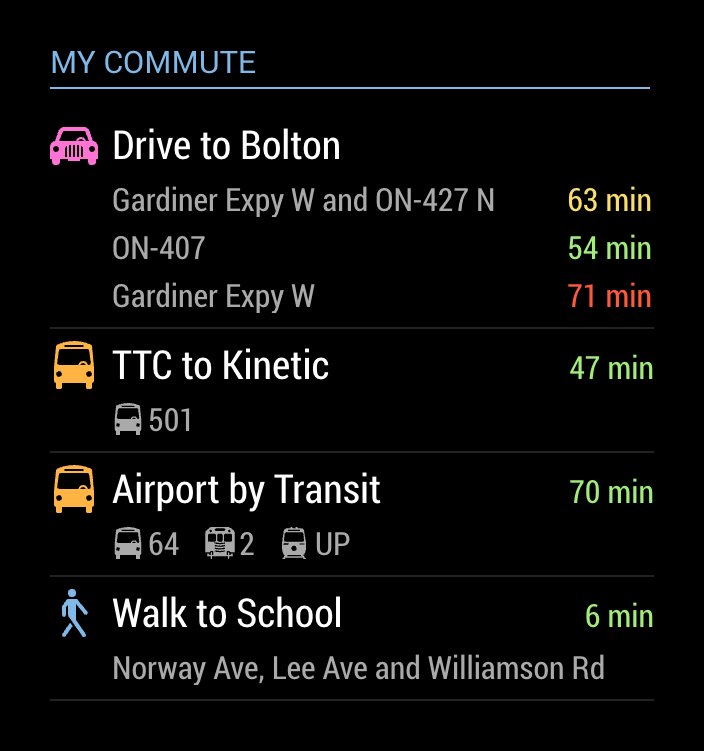 MY COMMUTE
Drive to Bolton
Gardiner Expy W and ON-427 N 63 min
ON-407 54 min
Gardiner Expy W 71 min
TTC to Kinetic 47 min
501
Airport by Transit 70 min
64 2 UP
Walk to School 6 min
Norway Ave, Lee Ave and Williamson Rd